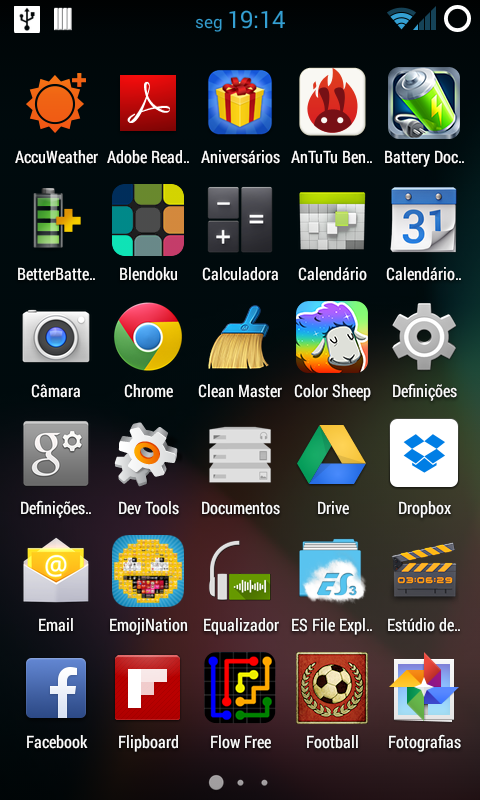 seg 19:14
AccuWeather Adobe Read.. Aniversários AnTuTu Ben.. Battery Doc..
31
BetterBatte.. Blendoku Calculadora Calendário Calendário..
Câmara Chrome Clean Master Color Sheep Definições
g
Definições.. Dev Tools Documentos Drive Dropbox
@ ES 3 03:06:29
Email EmojiNation Equalizador ES File Expl.. Estúdio de..
f
Facebook Flipboard Flow Free Football Fotografias